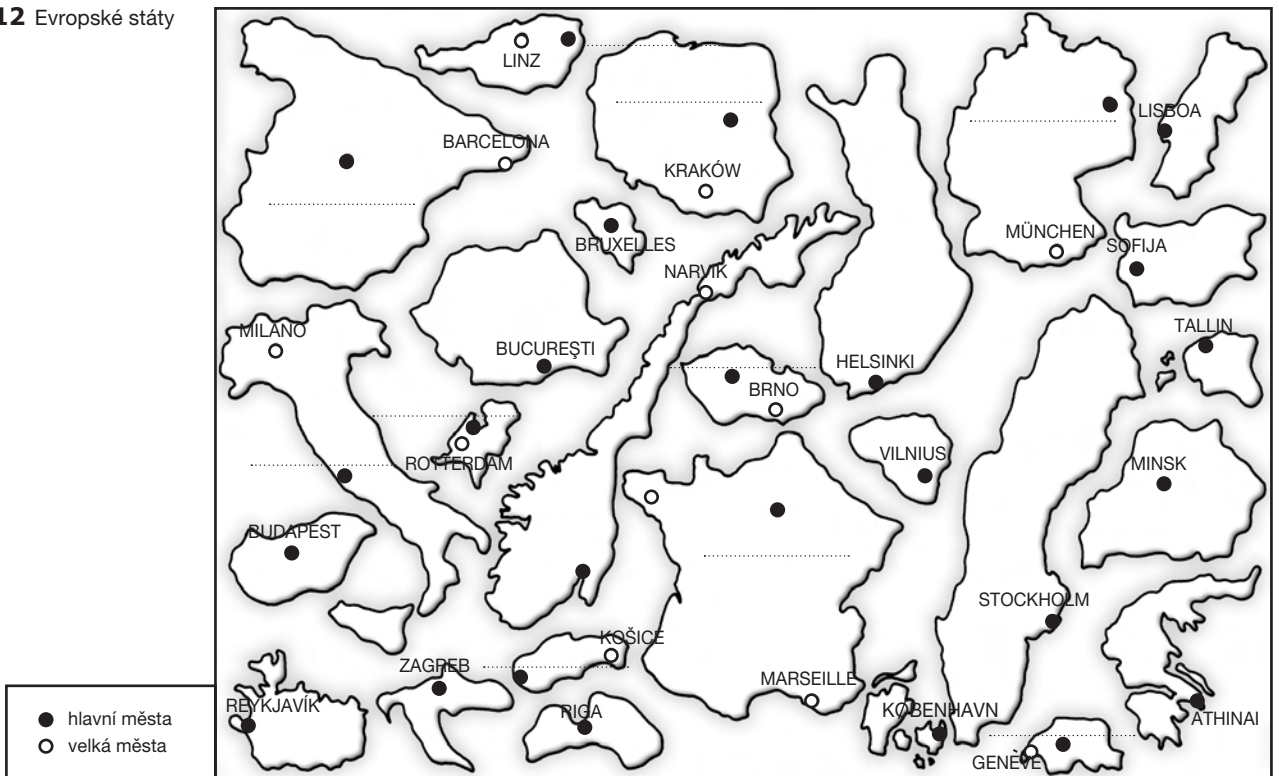 12 Evropské státy
LINZ
LISBOA
BARCELONA
KRAKÓW
MÜNCHEN
BRUXELLES
SOFIJA
NARVIK
MILANO
TALLIN
BUCUREŞTI
HELSINKI
BRNO
ROTTERDAM
VILNIUS
MINSK
BUDAPEST
STOCKHOLM
KOŠICE
ZAGREB
MARSEILLE
REYKJAVÍK
RIGA
KØBENHAVN
ATHINAI
GENÈVE
hlavní města
velká města